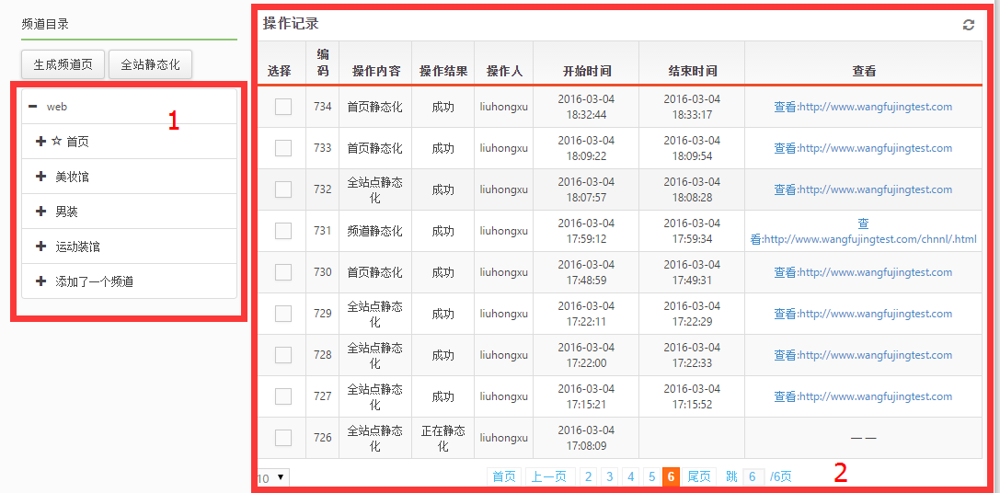 频道目录
生成频道页 全站静态化
web
1
☆ 首页
美妆馆
男装
运动装馆
添加了一个频道
操作记录
选择 编码 操作内容 操作结果 操作人 开始时间 结束时间 查看
734 首页静态化 成功 liuhongxu 2016-03-04 18:32:44 2016-03-04 18:33:17 查看:http://www.wangfujingtest.com
733 首页静态化 成功 liuhongxu 2016-03-04 18:09:22 2016-03-04 18:09:54 查看:http://www.wangfujingtest.com
732 全站点静态化 成功 liuhongxu 2016-03-04 18:07:57 2016-03-04 18:08:28 查看:http://www.wangfujingtest.com
731 频道静态化 成功 liuhongxu 2016-03-04 17:59:12 2016-03-04 17:59:34 查看:http://www.wangfujingtest.com/chnnl/.html
730 首页静态化 成功 liuhongxu 2016-03-04 17:48:59 2016-03-04 17:49:31 查看:http://www.wangfujingtest.com
729 全站点静态化 成功 liuhongxu 2016-03-04 17:22:11 2016-03-04 17:22:29 查看:http://www.wangfujingtest.com
728 全站点静态化 成功 liuhongxu 2016-03-04 17:22:00 2016-03-04 17:22:33 查看:http://www.wangfujingtest.com
727 全站点静态化 成功 liuhongxu 2016-03-04 17:15:21 2016-03-04 17:15:52 查看:http://www.wangfujingtest.com
726 全站点静态化 正在静态化 liuhongxu 2016-03-04 17:08:09 — —
10 首页 上一页 2 3 4 5 6 尾页 跳 6 /6页
2